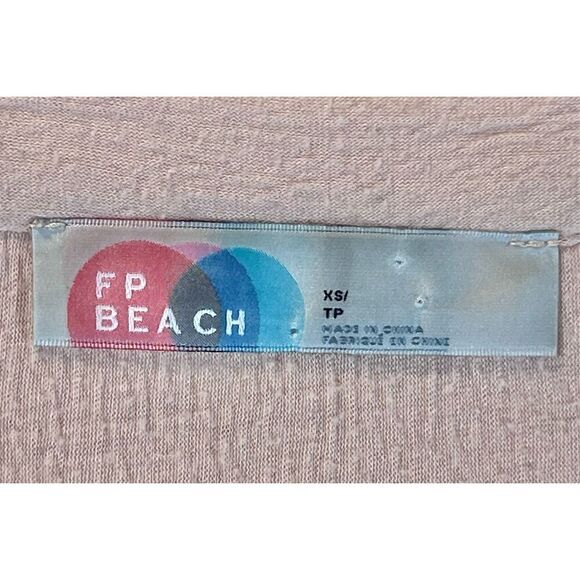 FP
BEACH
XS/
TP
MADE IN CHINA
FABRIQUÉ EN CHINE